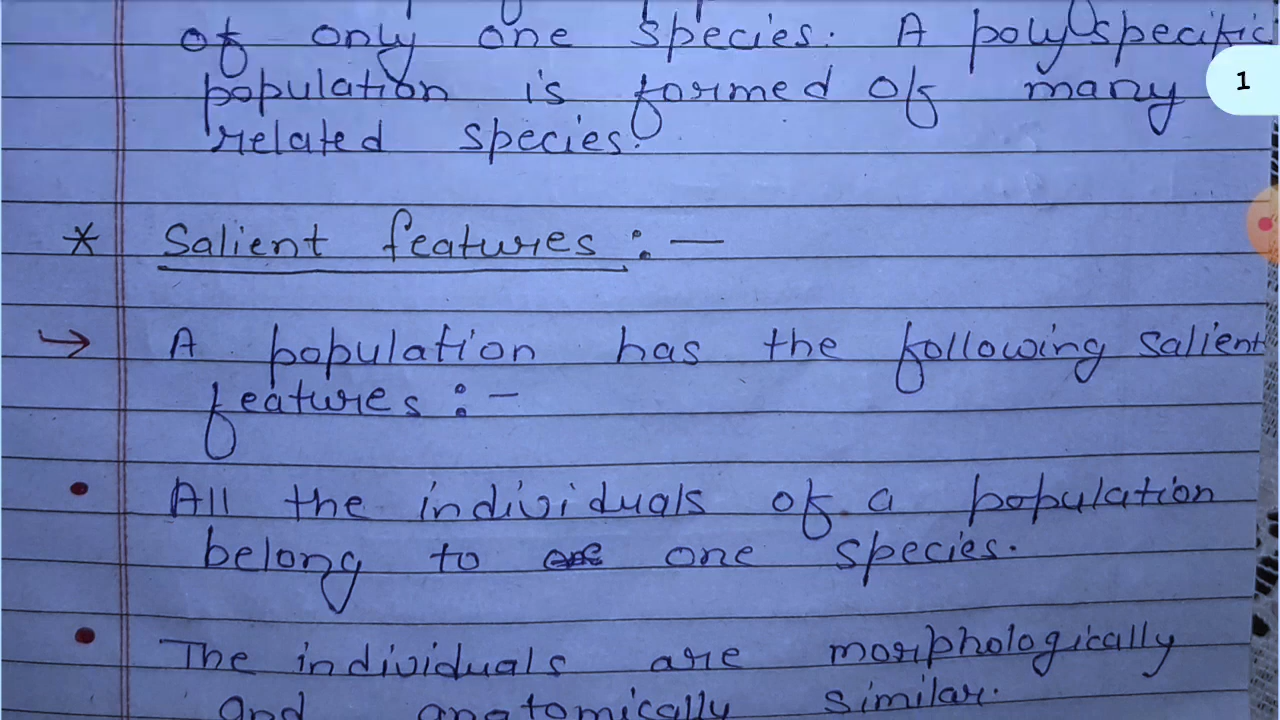 of only one species. A polyspecific
population is formed of many
related species.
* Salient features :—
→ A population has the following salient
features :-
• All the individuals of a population
belong to one species.
• The individuals are morphologically
and anatomically similar.
1